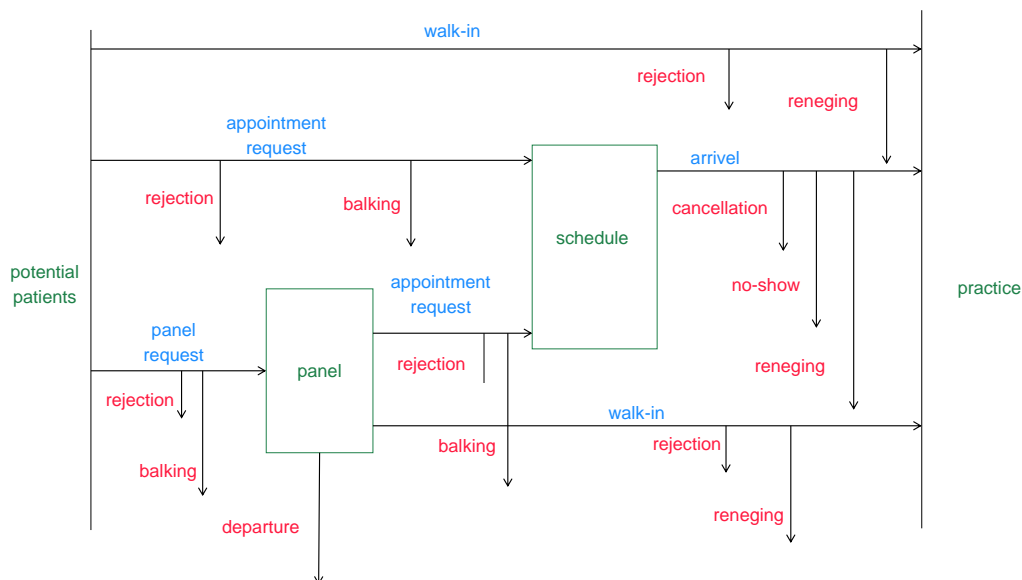 walk-in
rejection
reneging
appointment
request
arrivel
rejection
balking
cancellation
schedule
potential
patients
appointment
request
no-show
practice
panel
request
rejection
panel
reneging
rejection
walk-in
balking
balking
rejection
departure
reneging